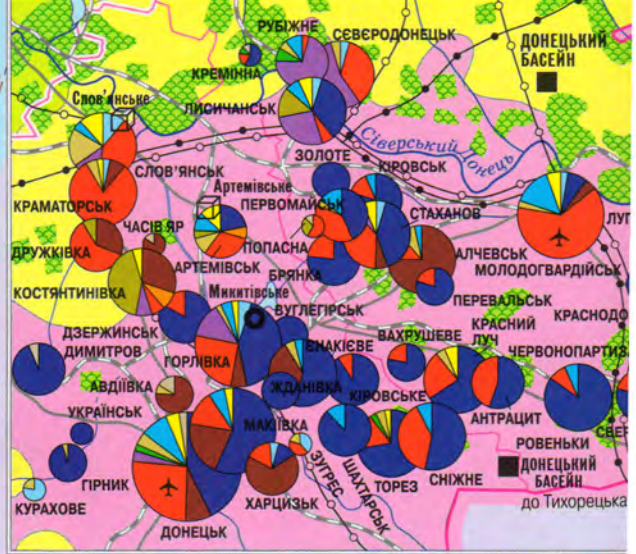 РУБІЖНЕ
СЄВЄРОДОНЕЦЬК
ДОНЕЦЬКИЙ
БАСЕЙН
КРЕМІННА
ЛИСИЧАНСЬК
Слов'янське
Сіверський Донець
ЗОЛОТЕ
КІРОВСЬК
СЛОВ'ЯНСЬК
Артемівське
ПЕРВОМАЙСЬК
КРАМАТОРСЬК
СТАХАНОВ
ЧАСІВ ЯР
ПОПАСНА
АЛЧЕВСЬК
ДРУЖКІВКА
АРТЕМІВСЬК
БРЯНКА
МОЛОДОГВАРДІЙСЬК
КОСТЯНТИНІВКА
Микитівське
ПЕРЕВАЛЬСЬК
ВУГЛЕГІРСЬК
КРАСНОДО
ДЗЕРЖИНСЬК
КРАСНИЙ
ЛУЧ
ДИМИТРОВ
ГОРЛІВКА
ЄНАКІЄВЕ
ВАХРУШЕВЕ
ЧЕРВОНОПАРТИЗА
АВДІЇВКА
ЖДАНІВКА
КІРОВСЬКЕ
АНТРАЦИТ
УКРАЇНСЬК
МАКІЇВКА
РОВЕНЬКИ
ГІРНИК
ЗУГРЕС
ШАХТАРСЬК
ТОРЕЗ
СНІЖНЕ
ДОНЕЦЬКИЙ
БАСЕЙН
КУРАХОВЕ
ХАРЦИЗЬК
ДОНЕЦЬК
до Тихорецька